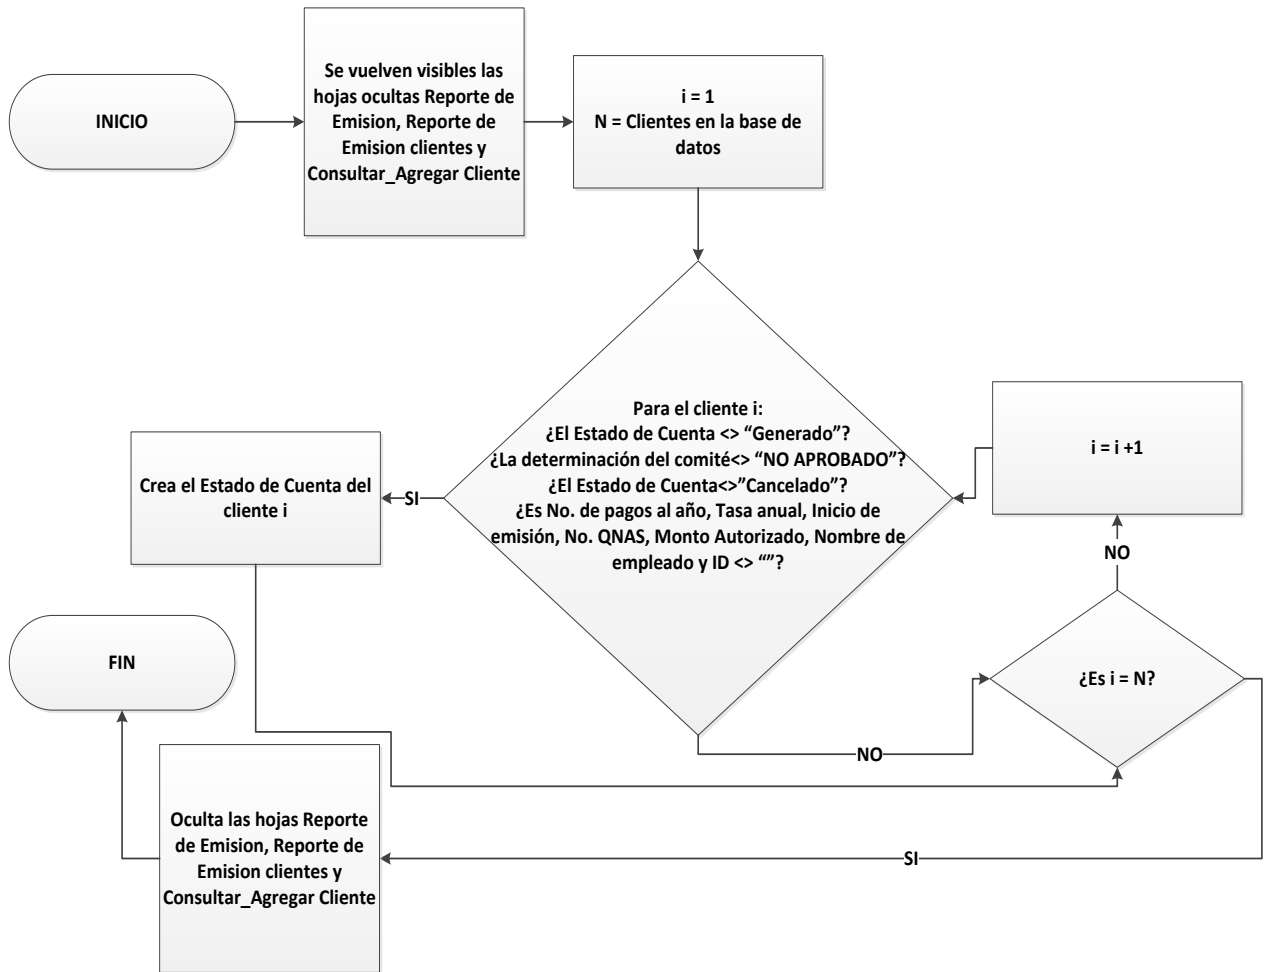 INICIO
Se vuelven visibles las
hojas ocultas Reporte de
Emision, Reporte de
Emision clientes y
Consultar_Agregar Cliente
i = 1
N = Clientes en la base de
datos
Para el cliente i:
¿El Estado de Cuenta <> “Generado”?
¿La determinación del comité<> “NO APROBADO”?
¿El Estado de Cuenta<>”Cancelado”?
¿Es No. de pagos al año, Tasa anual, Inicio de
emisión, No. QNAS, Monto Autorizado, Nombre de
empleado y ID <> “”?
i = i +1
SI
Crea el Estado de Cuenta del
cliente i
NO
¿Es i = N?
NO
FIN
Oculta las hojas Reporte
de Emision, Reporte de
Emision clientes y
Consultar_Agregar Cliente
SI